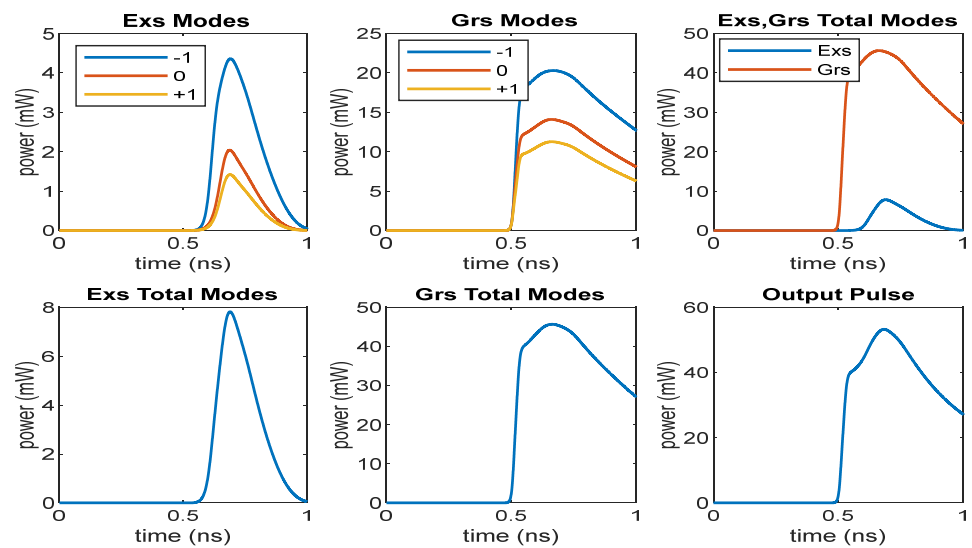 Exs Modes
5
4
3
2
1
0
power (mW)
-1
0
+1
0
0.5
1
time (ns)
Grs Modes
25
20
15
10
5
0
power (mW)
-1
0
+1
0
0.5
1
time (ns)
Exs,Grs Total Modes
50
40
30
20
10
0
power (mW)
Exs
Grs
0
0.5
1
time (ns)
Exs Total Modes
8
6
4
2
0
power (mW)
0
0.5
1
time (ns)
Grs Total Modes
50
40
30
20
10
0
power (mW)
0
0.5
1
time (ns)
Output Pulse
60
40
20
0
power (mW)
0
0.5
1
time (ns)